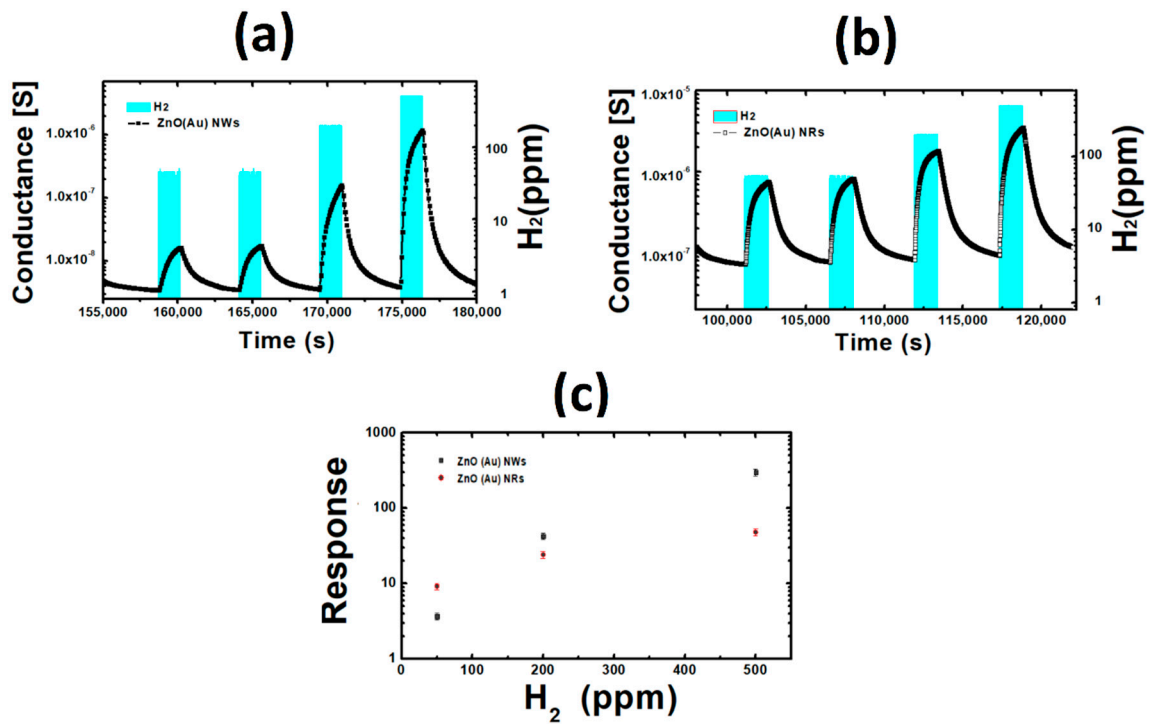 (a)
Conductance [S]
1.0x10⁻⁶
1.0x10⁻⁷
1.0x10⁻⁸
H2
ZnO(Au) NWs
100
10
1
H₂(ppm)
155,000 160,000 165,000 170,000 175,000 180,000
Time (s)
(b)
Conductance [S]
1.0x10⁻⁵
1.0x10⁻⁶
1.0x10⁻⁷
H2
ZnO(Au) NRs
100
10
1
H₂(ppm)
100,000 105,000 110,000 115,000 120,000
Time (s)
(c)
Response
1000
100
10
1
ZnO (Au) NWs
ZnO (Au) NRs
0 100 200 300 400 500
H₂ (ppm)